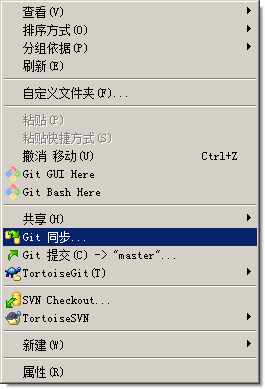 查看(V)
排序方式(O)
分组依据(P)
刷新(E)
自定义文件夹(F)...
粘贴(P)
粘贴快捷方式(S)
撤消 移动(U) Ctrl+Z
Git GUI Here
Git Bash Here
共享(H)
Git 同步...
Git 提交(C) -> "master"...
TortoiseGit(T)
SVN Checkout...
TortoiseSVN
新建(W)
属性(R)